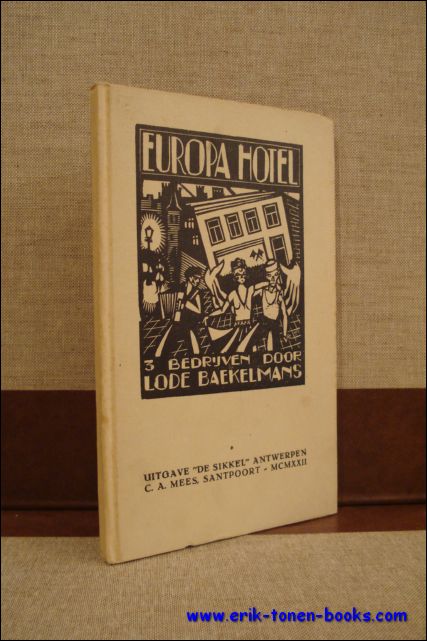 EUROPA HOTEL
3 BEDRIJVEN DOOR
LODE BAEKELMANS
UITGAVE "DE SIKKEL" ANTWERPEN
C. A. MEES, SANTPOORT - MCMXXII
www.erik-tonen-books.com